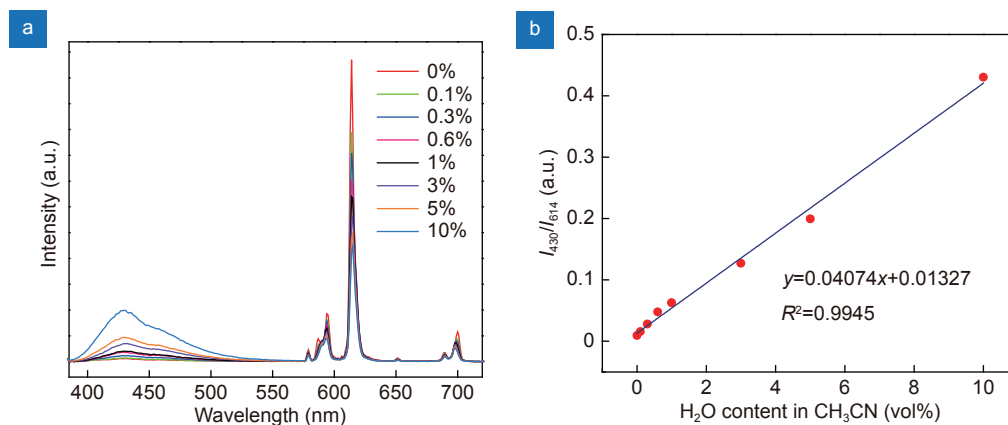 a
Intensity (a.u.)
0%
0.1%
0.3%
0.6%
1%
3%
5%
10%
400 450 500 550 600 650 700
Wavelength (nm)
b
I430/I614 (a.u.)
0.5
0.4
0.3
0.2
0.1
0
y=0.04074x+0.01327
R²=0.9945
0 2 4 6 8 10
H₂O content in CH₃CN (vol%)